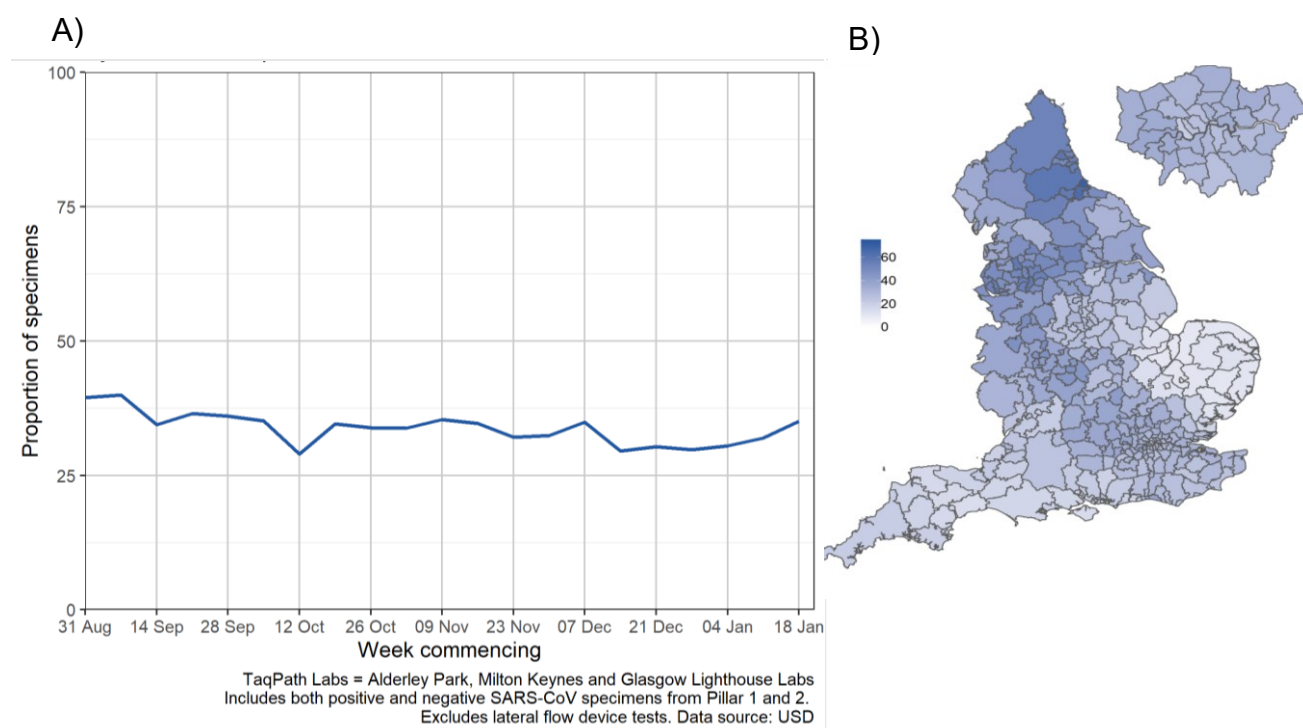 A)
B)
Proportion of specimens
100
75
50
25
0
31 Aug 14 Sep 28 Sep 12 Oct 26 Oct 09 Nov 23 Nov 07 Dec 21 Dec 04 Jan 18 Jan
Week commencing
TaqPath Labs = Alderley Park, Milton Keynes and Glasgow Lighthouse Labs
Includes both positive and negative SARS-CoV specimens from Pillar 1 and 2.
Excludes lateral flow device tests. Data source: USD
60
40
20
0